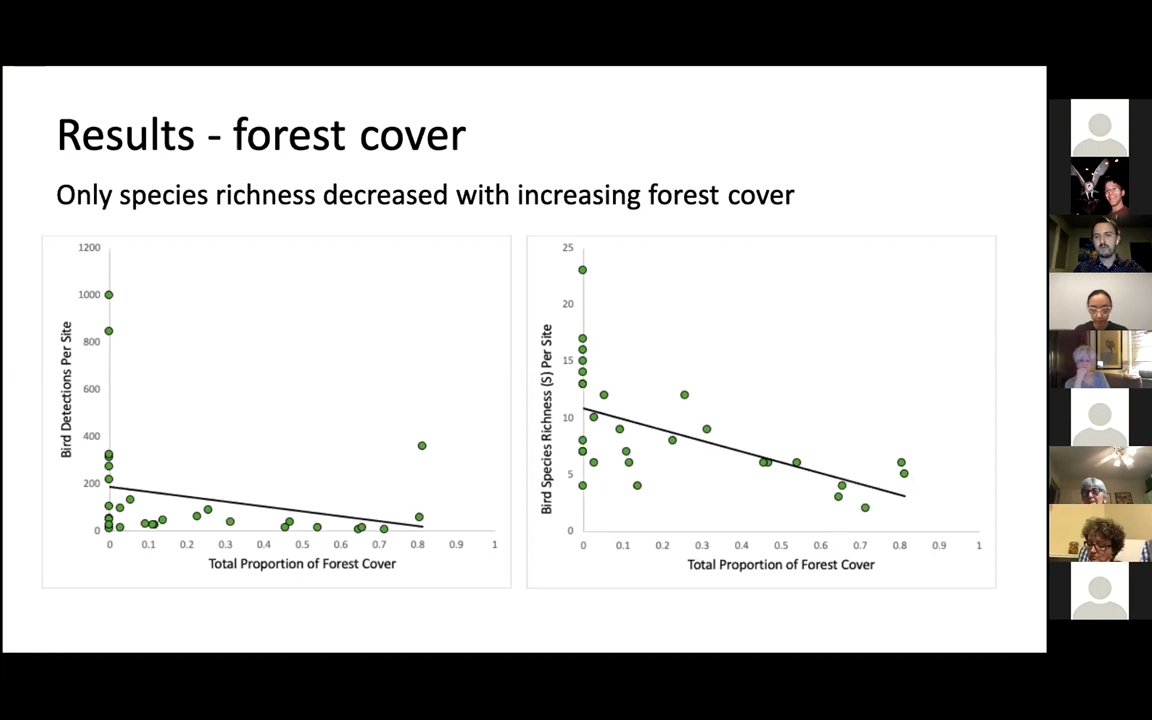 Results - forest cover
Only species richness decreased with increasing forest cover
1200
1000
800
600
400
200
0
Bird Detections Per Site
0 0.1 0.2 0.3 0.4 0.5 0.6 0.7 0.8 0.9 1
Total Proportion of Forest Cover
25
20
15
10
5
0
Bird Species Richness (S) Per Site
0 0.1 0.2 0.3 0.4 0.5 0.6 0.7 0.8 0.9 1
Total Proportion of Forest Cover